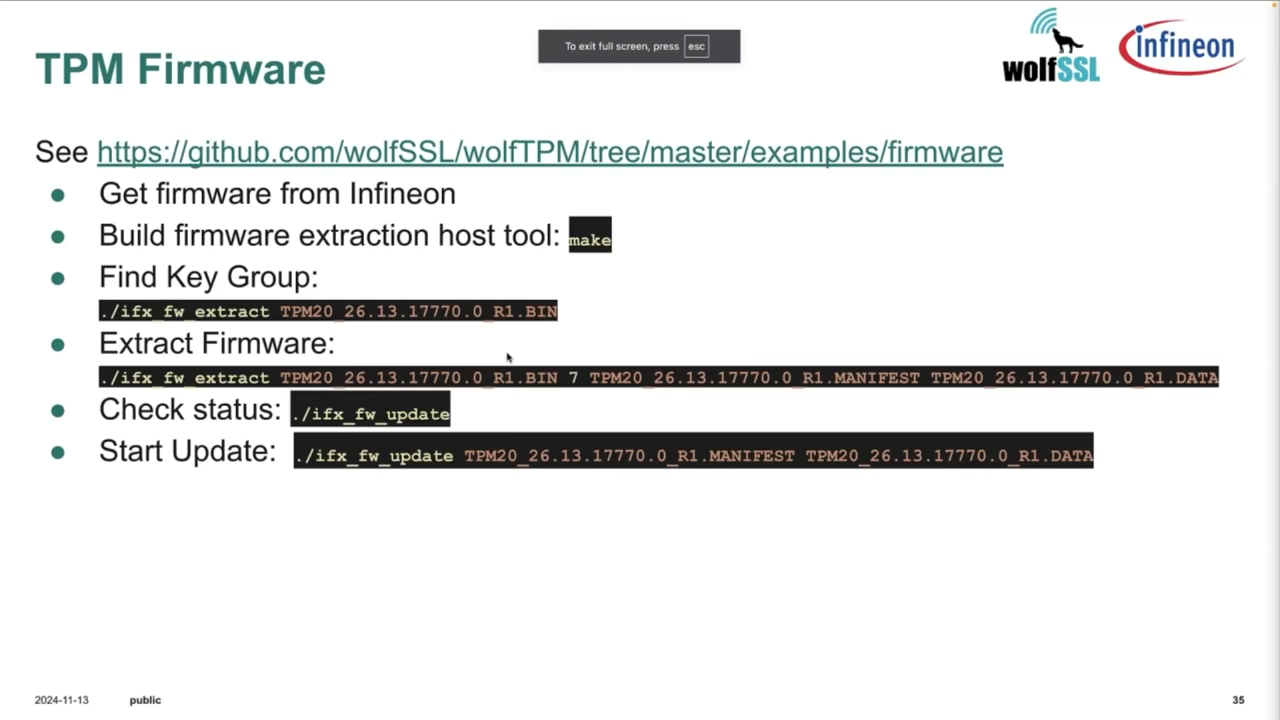 To exit full screen, press esc
wolfSSL
infineon
TPM Firmware
See https://github.com/wolfSSL/wolfTPM/tree/master/examples/firmware
● Get firmware from Infineon
● Build firmware extraction host tool: make
● Find Key Group:
./ifx_fw_extract TPM20_26.13.17770.0_R1.BIN
● Extract Firmware:
./ifx_fw_extract TPM20_26.13.17770.0_R1.BIN 7 TPM20_26.13.17770.0_R1.MANIFEST TPM20_26.13.17770.0_R1.DATA
● Check status: ./ifx_fw_update
● Start Update: ./ifx_fw_update TPM20_26.13.17770.0_R1.MANIFEST TPM20_26.13.17770.0_R1.DATA
2024-11-13 public 35